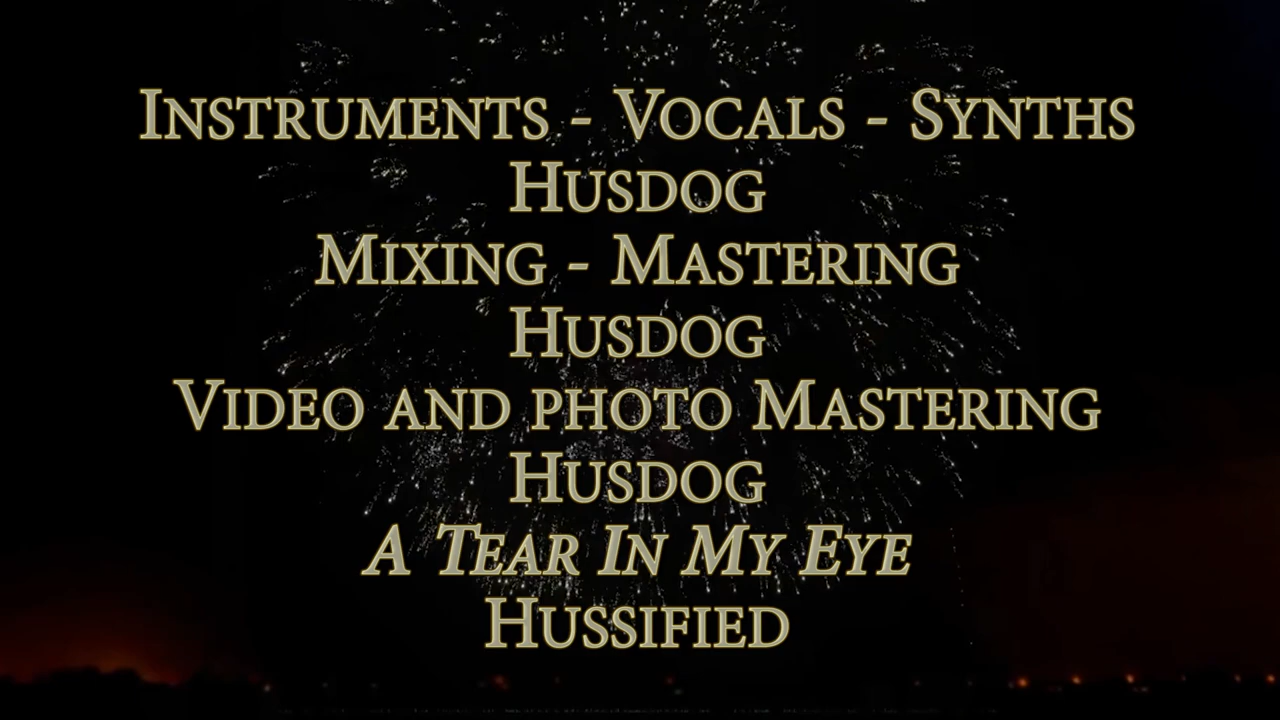 Instruments - Vocals - Synths
Husdog
Mixing - Mastering
Husdog
Video and photo Mastering
Husdog
A Tear In My Eye
Hussified